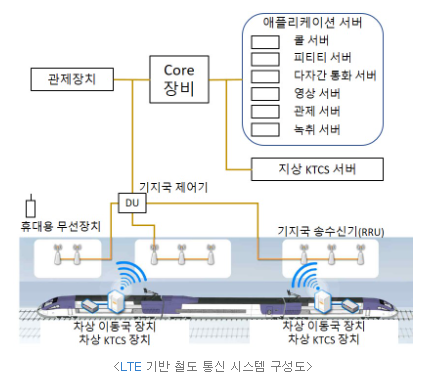 애플리케이션 서버
콜 서버
피티티 서버
다자간 통화 서버
영상 서버
관제 서버
녹취 서버
관제장치
Core
장비
지상 KTCS 서버
기지국 제어기
DU
휴대용 무선장치
기지국 송수신기(RRU)
차상 이동국 장치
차상 KTCS 장치
차상 이동국 장치
차상 KTCS 장치
<LTE 기반 철도 통신 시스템 구성도>